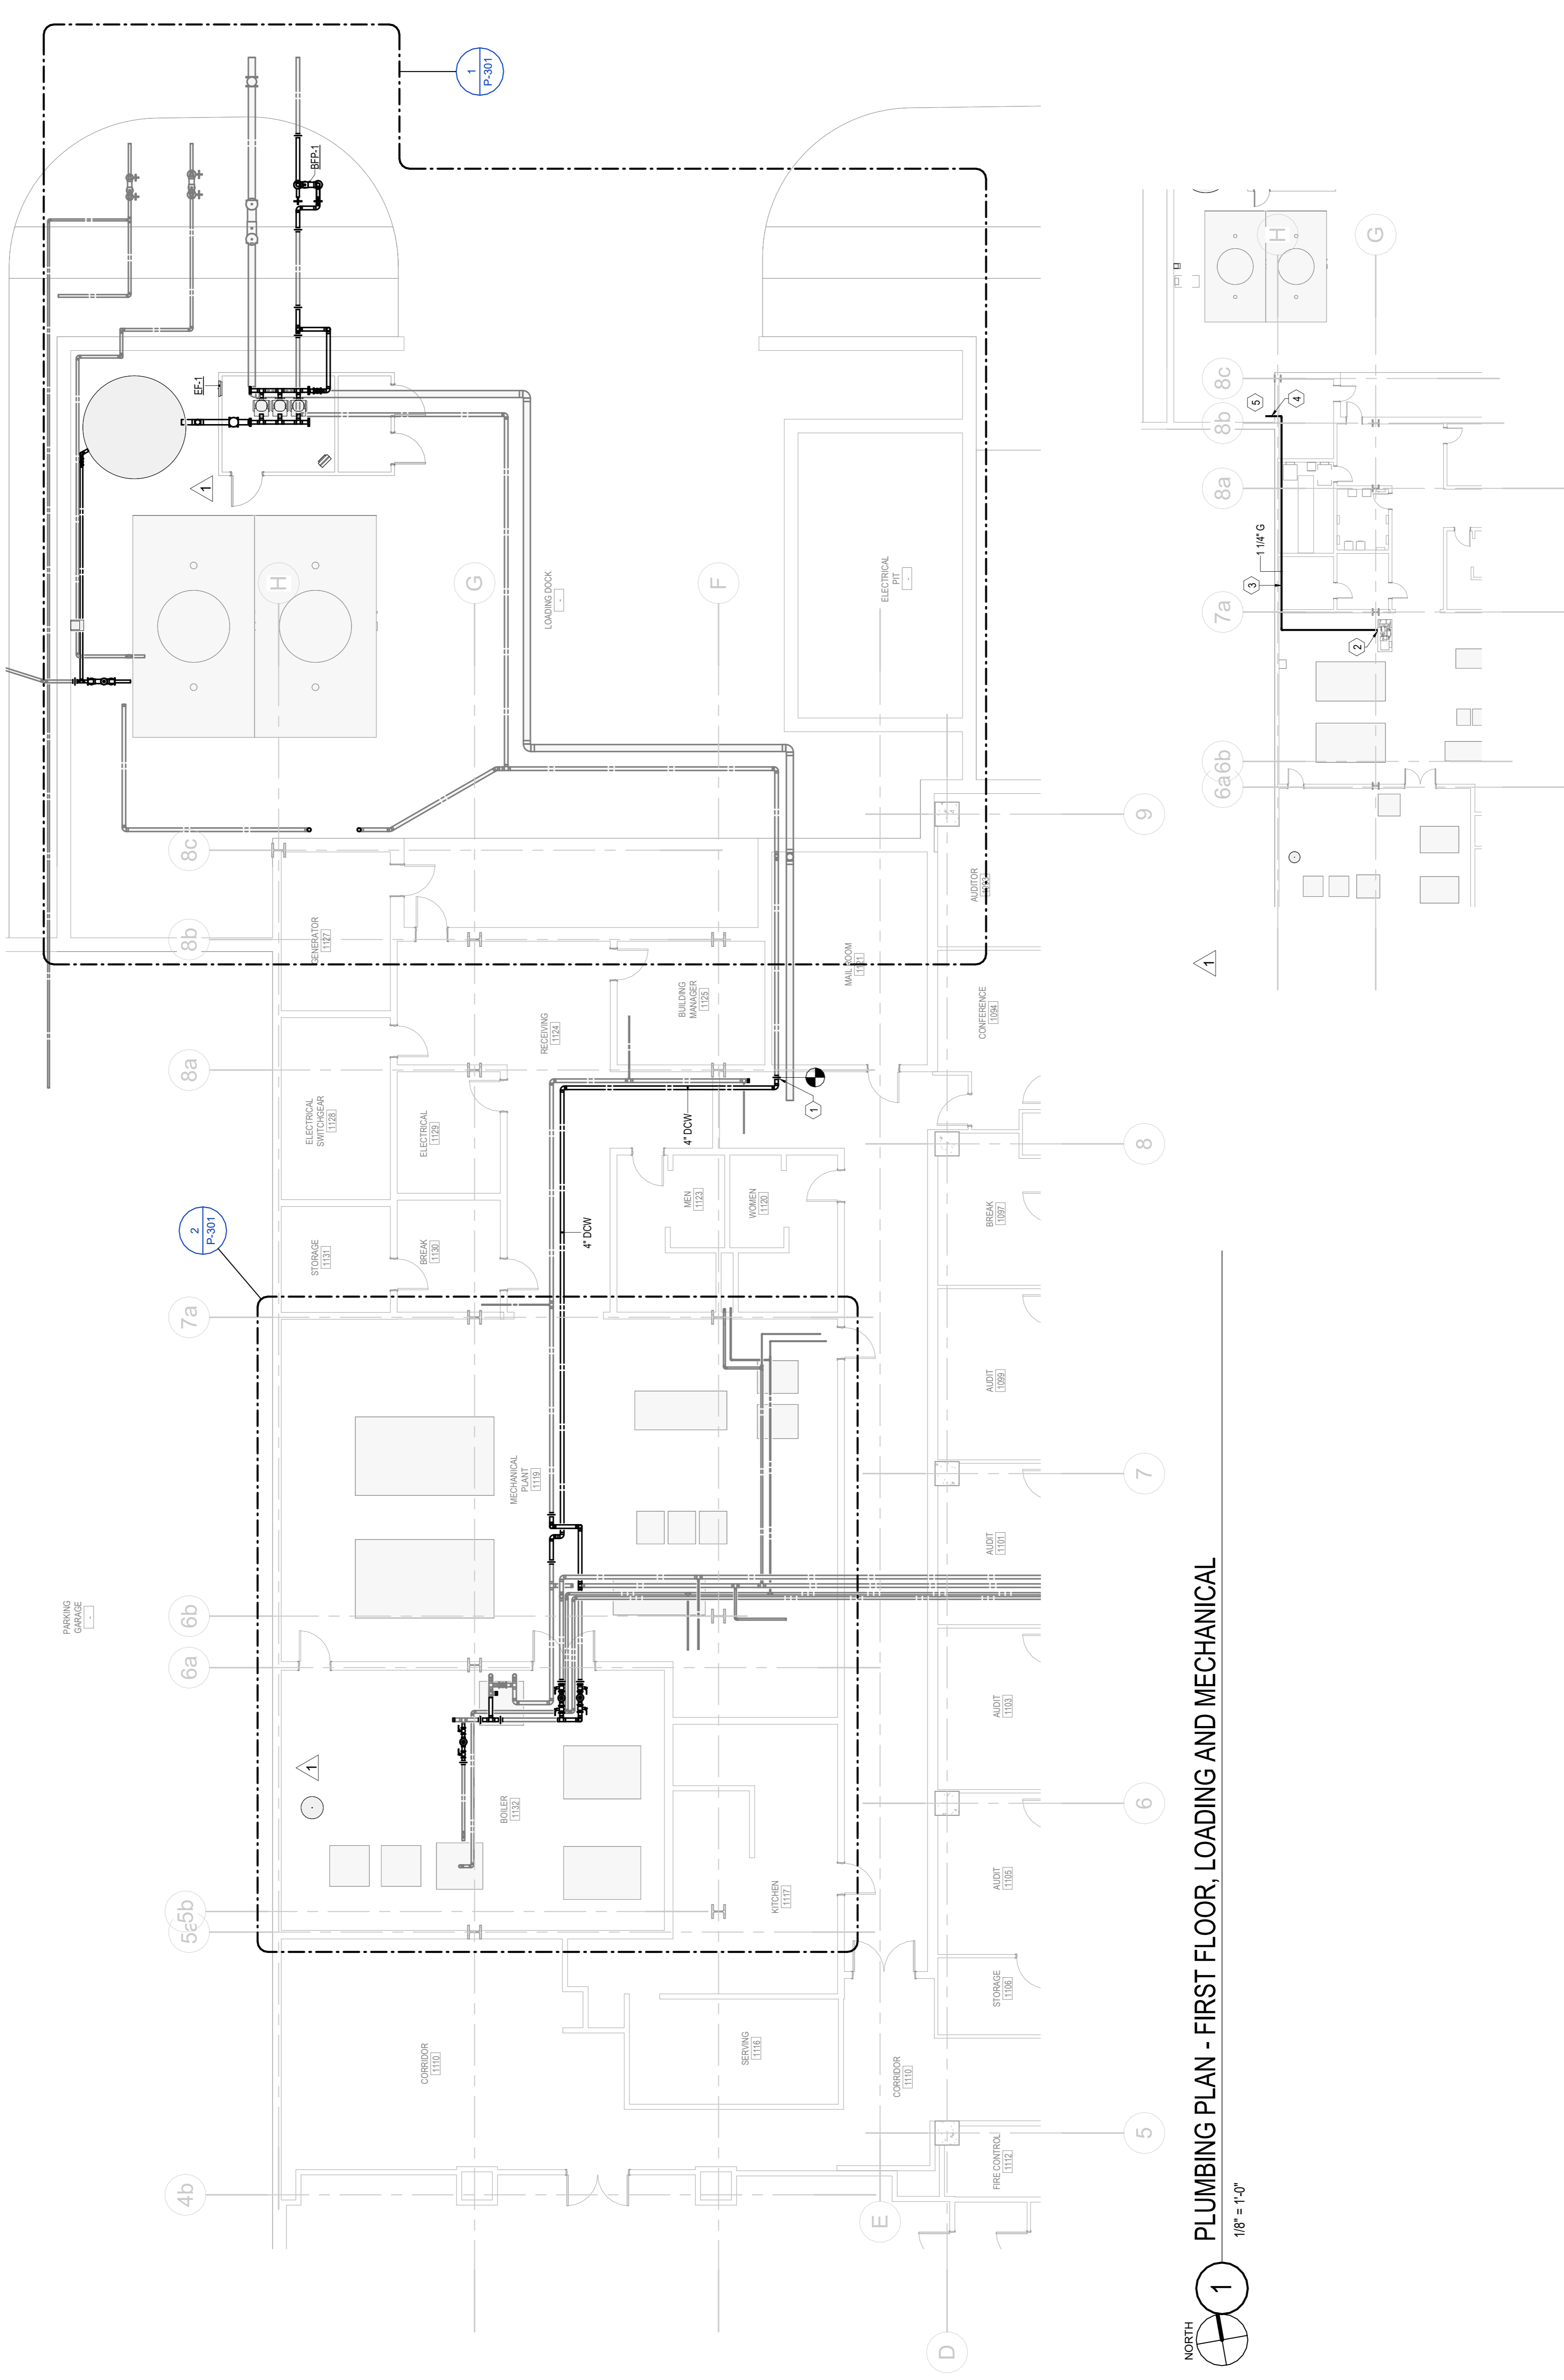 PARKING
GARAGE
-
4b
5a
5b
6a
6b
7a
2
P-301
8a
8b
8c
1
EF-1
1
1
BFP-1
1
P-301
STORAGE
1131
ELECTRICAL
SWITCHGEAR
1128
GENERATOR
1127
H
CORRIDOR
1110
BREAK
1130
ELECTRICAL
1129
G
BOILER
1132
MECHANICAL
PLANT
1119
RECEIVING
1124
LOADING DOCK
-
4" DCW
4" DCW
MEN
1123
BUILDING
MANAGER
1125
F
SERVING
1116
KITCHEN
1117
WOMEN
1120
1
MAIL ROOM
1121
ELECTRICAL
PIT
-
E
CORRIDOR
1110
D
FIRE CONTROL
1112
STORAGE
1106
AUDIT
1105
AUDIT
1103
AUDIT
1101
AUDIT
1099
BREAK
1097
CONFERENCE
1094
AUDITOR
5
6
7
8
9
1
6a
6b
7a
8a
8b
8c
3
1 1/4" G
5
4
H
2
G
NORTH
1
PLUMBING PLAN - FIRST FLOOR, LOADING AND MECHANICAL
1/8" = 1'-0"